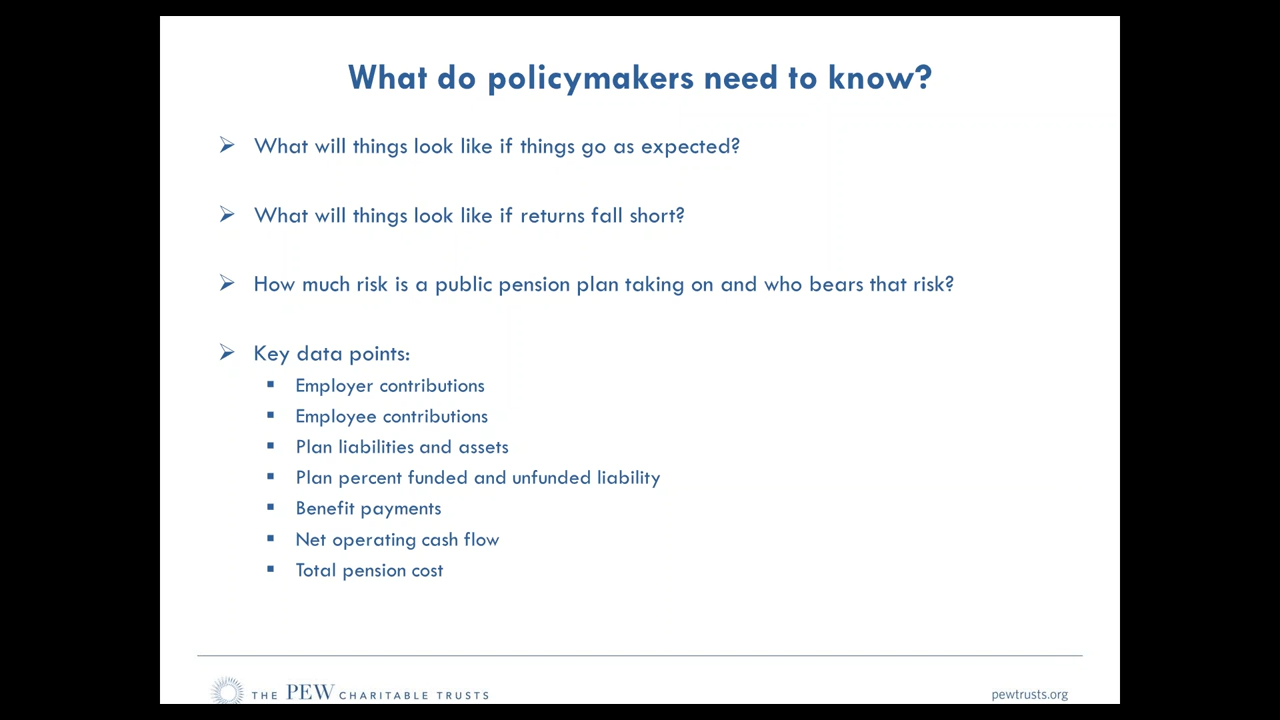 What do policymakers need to know?
➢ What will things look like if things go as expected?
➢ What will things look like if returns fall short?
➢ How much risk is a public pension plan taking on and who bears that risk?
➢ Key data points:
▪ Employer contributions
▪ Employee contributions
▪ Plan liabilities and assets
▪ Plan percent funded and unfunded liability
▪ Benefit payments
▪ Net operating cash flow
▪ Total pension cost
THE PEW CHARITABLE TRUSTS
pewtrusts.org